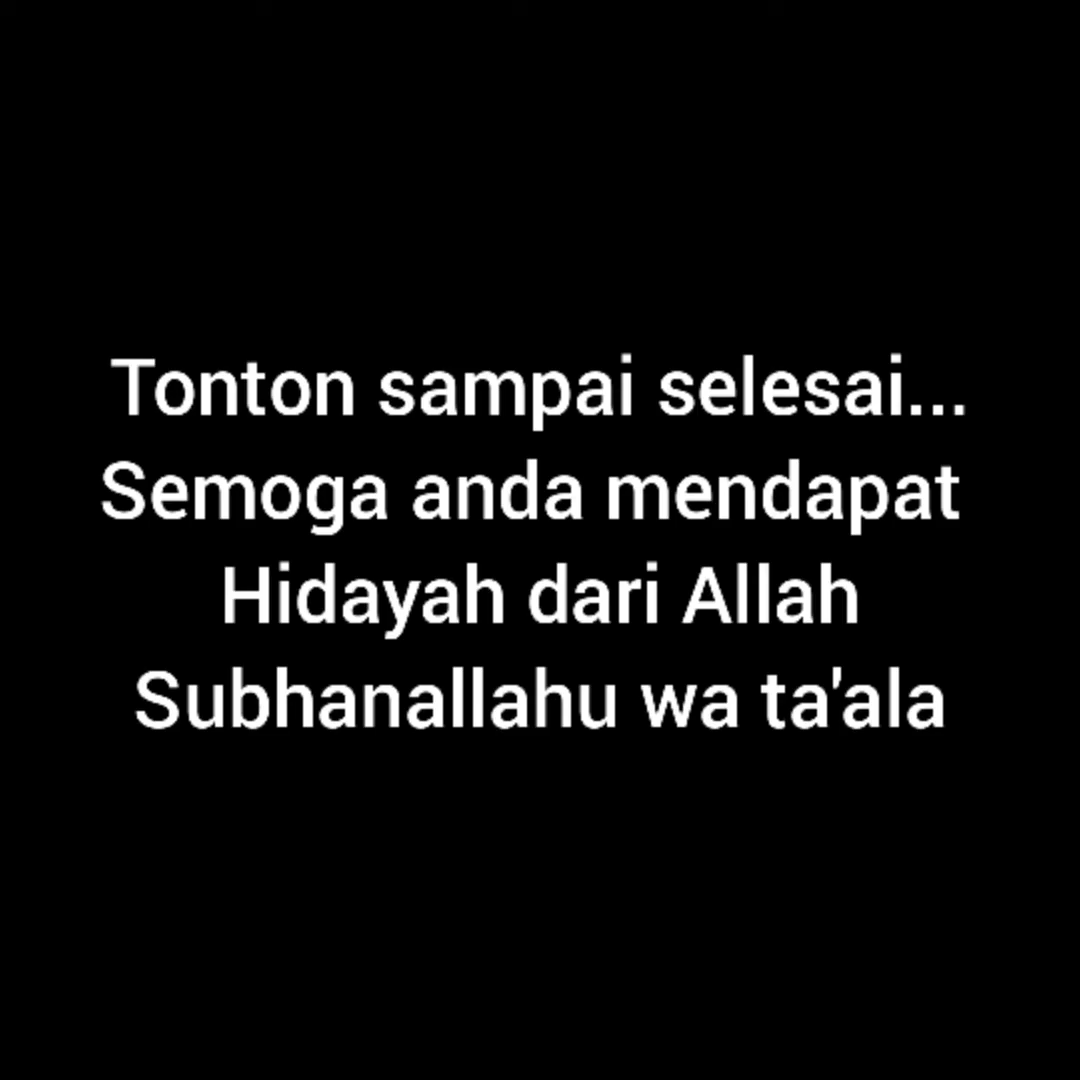 Tonton sampai selesai...
Semoga anda mendapat
Hidayah dari Allah
Subhanallahu wa ta'ala